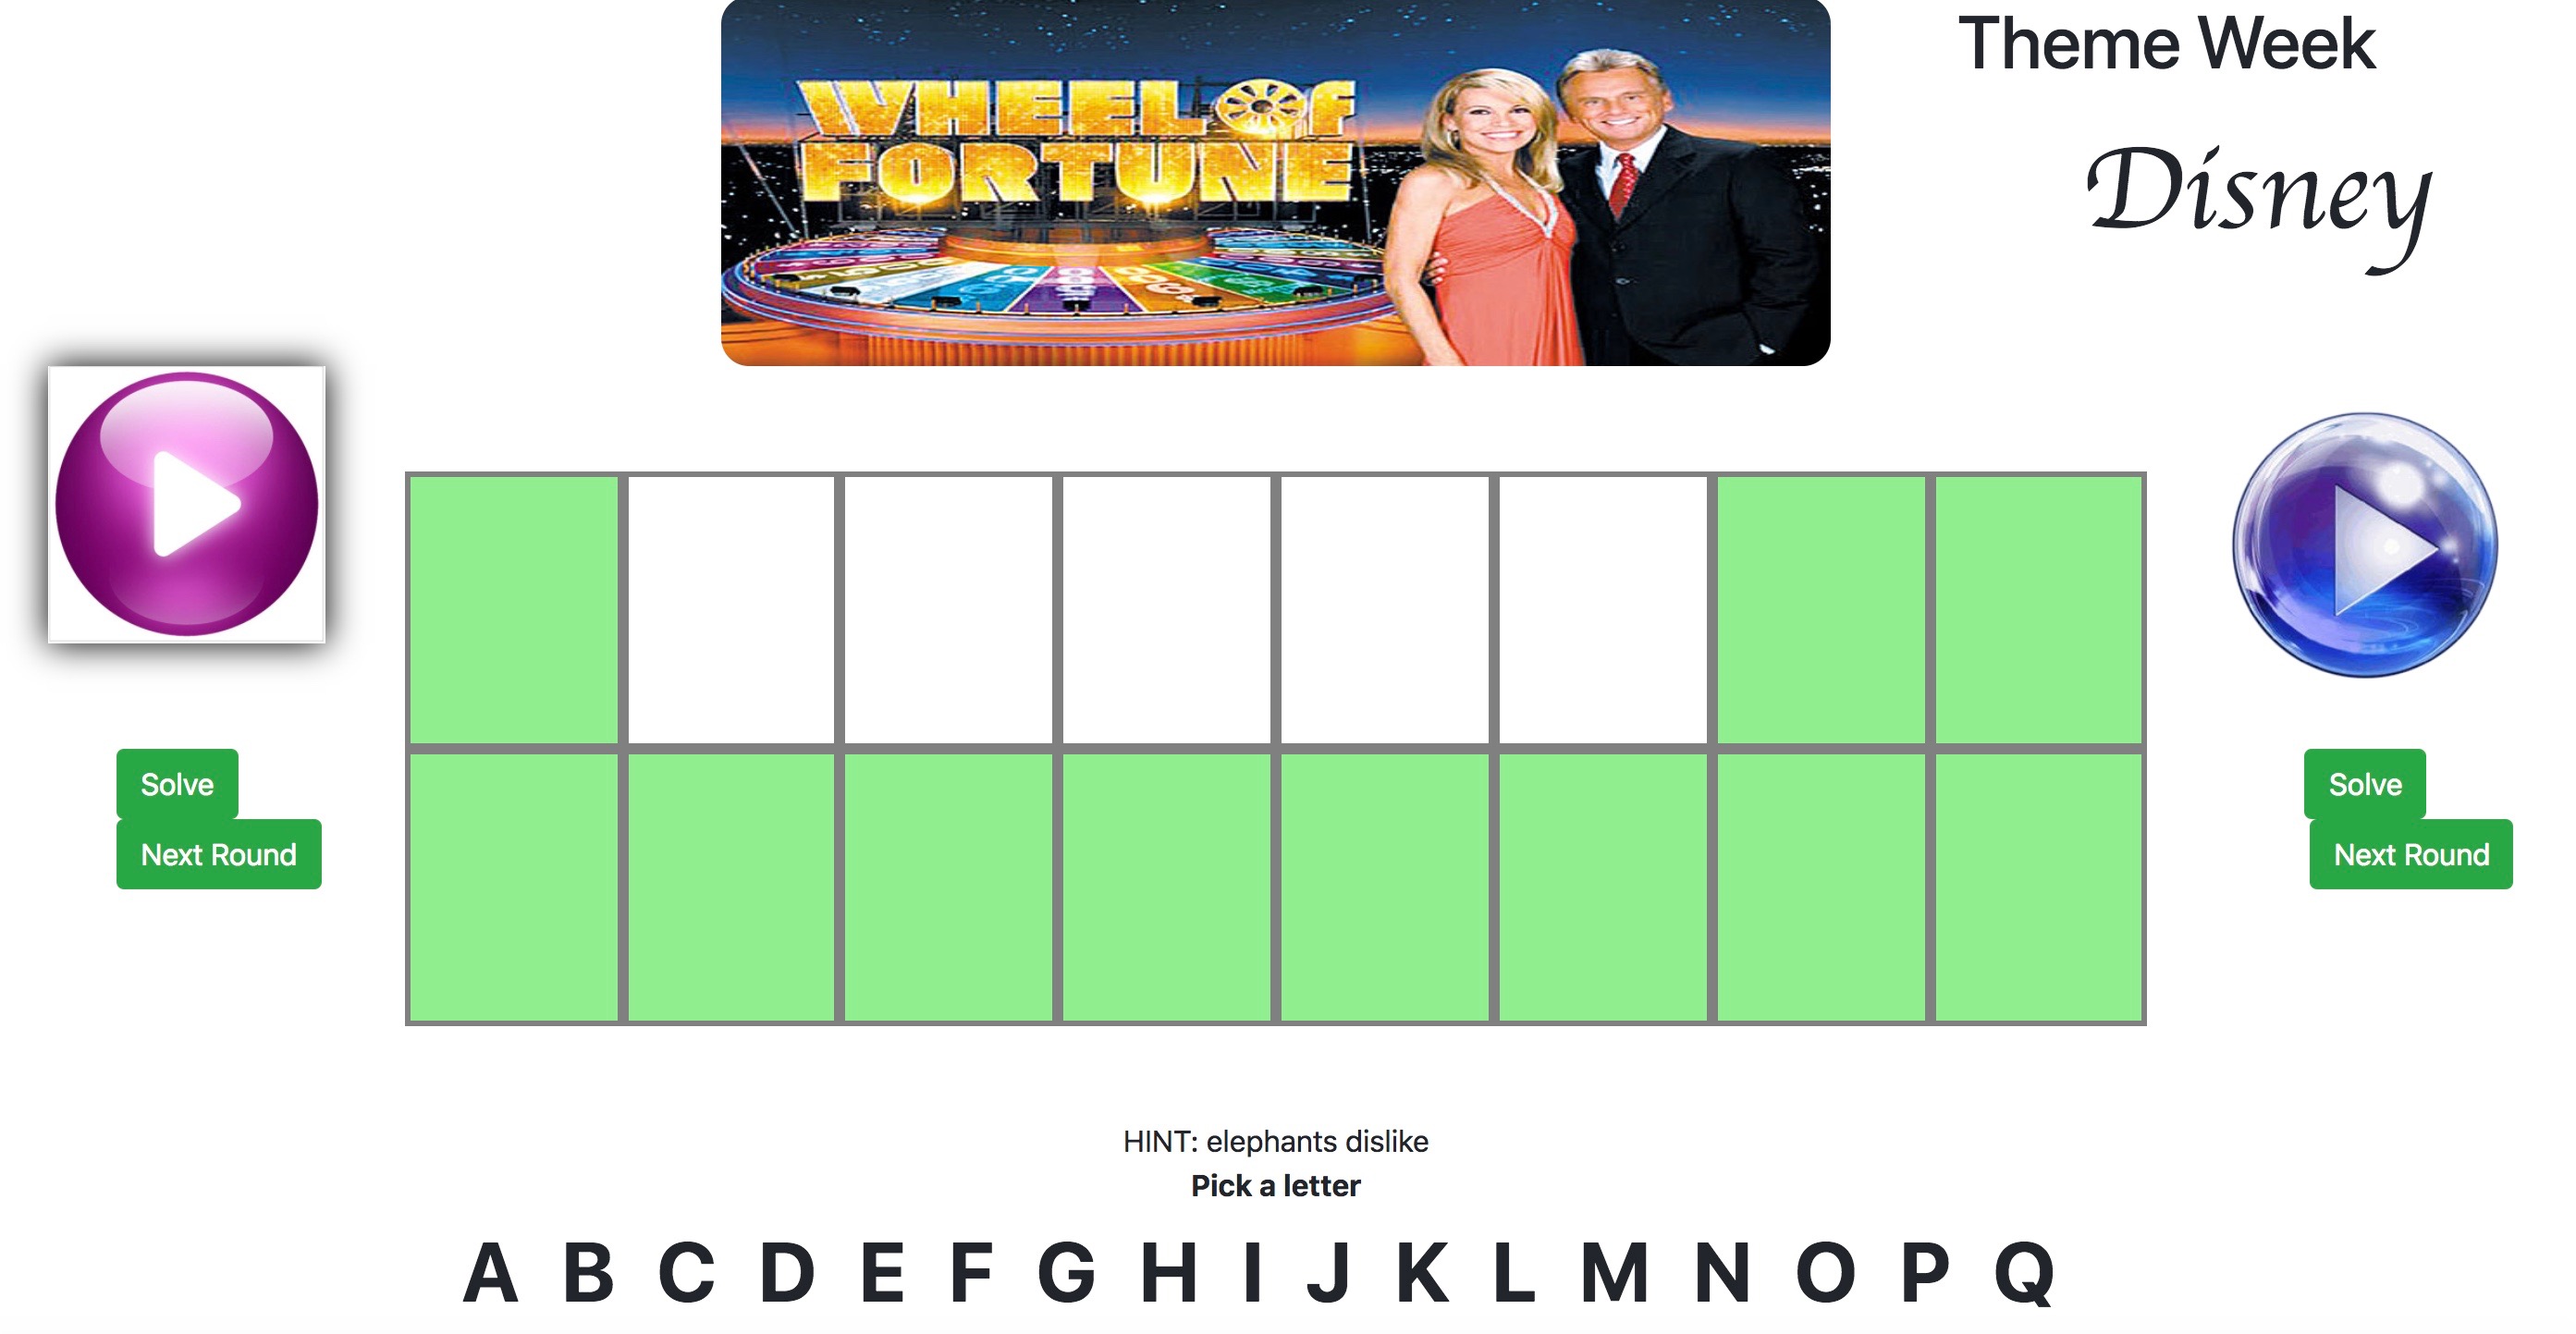 Theme Week
WHEEL OF
FORTUNE
Disney
Solve
Next Round
Solve
Next Round
HINT: elephants dislike
Pick a letter
A B C D E F G H I J K L M N O P Q